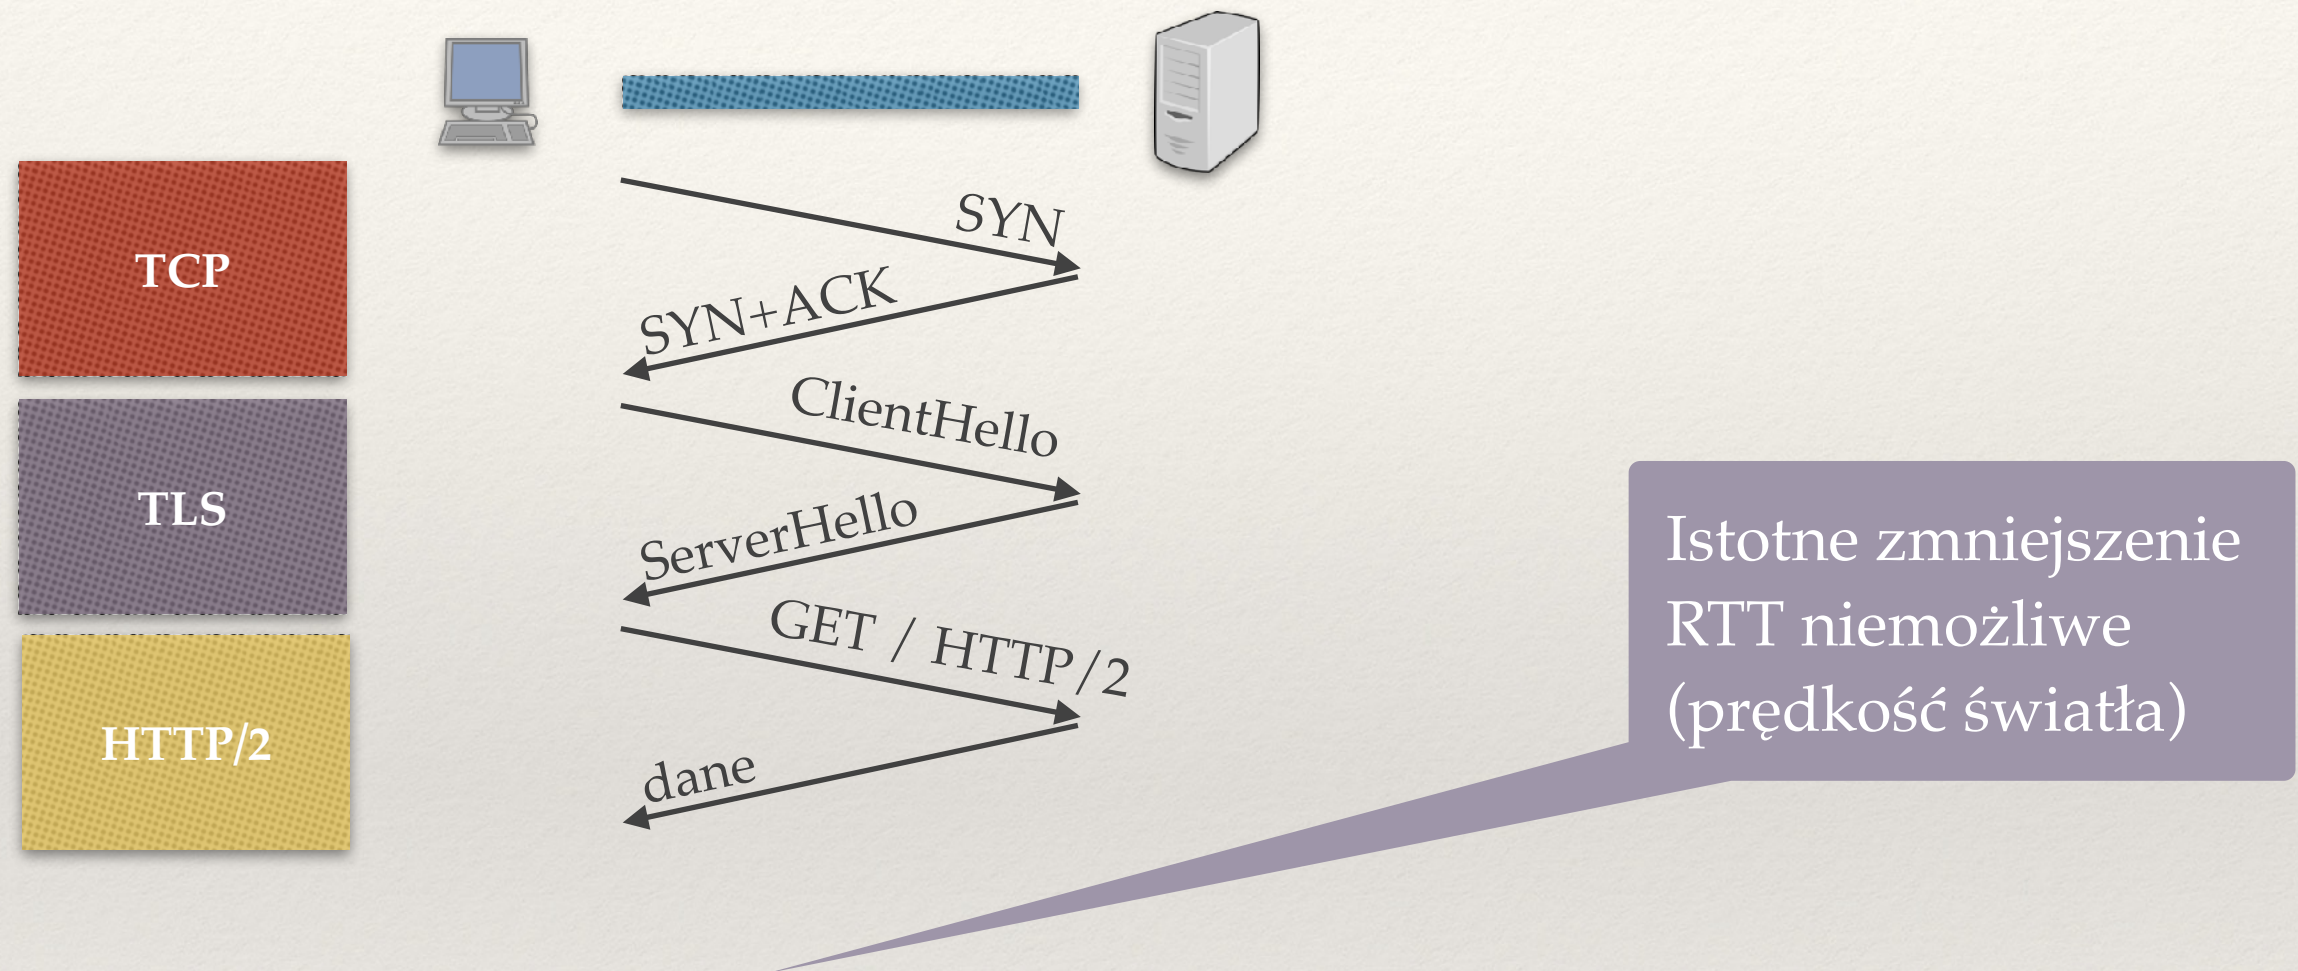 TCP
SYN
SYN+ACK
TLS
ClientHello
ServerHello
HTTP/2
GET / HTTP/2
dane
Istotne zmniejszenie
RTT niemożliwe
(prędkość światła)